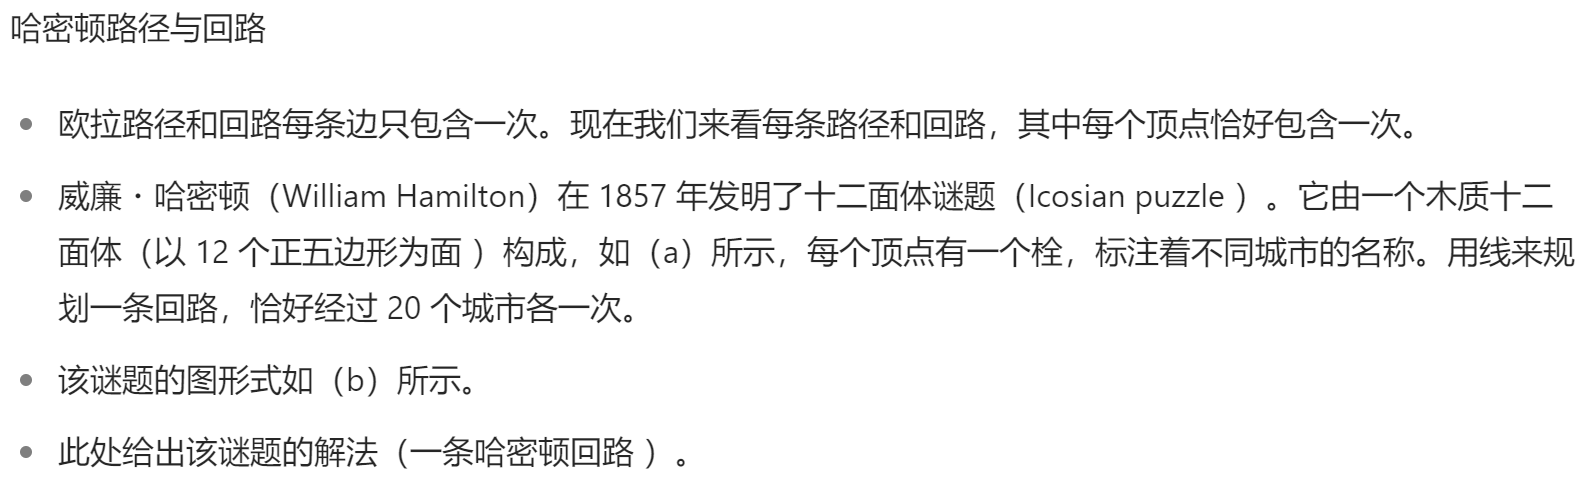 哈密顿路径与回路
欧拉路径和回路每条边只包含一次。现在我们来看每条路径和回路，其中每个顶点恰好包含一次。
威廉・哈密顿（William Hamilton）在 1857 年发明了十二面体谜题（Icosian puzzle ）。它由一个木质十二
面体（以 12 个正五边形为面 ）构成，如（a）所示，每个顶点有一个栓，标注着不同城市的名称。用线来规
划一条回路，恰好经过 20 个城市各一次。
该谜题的图形式如（b）所示。
此处给出该谜题的解法（一条哈密顿回路 ）。